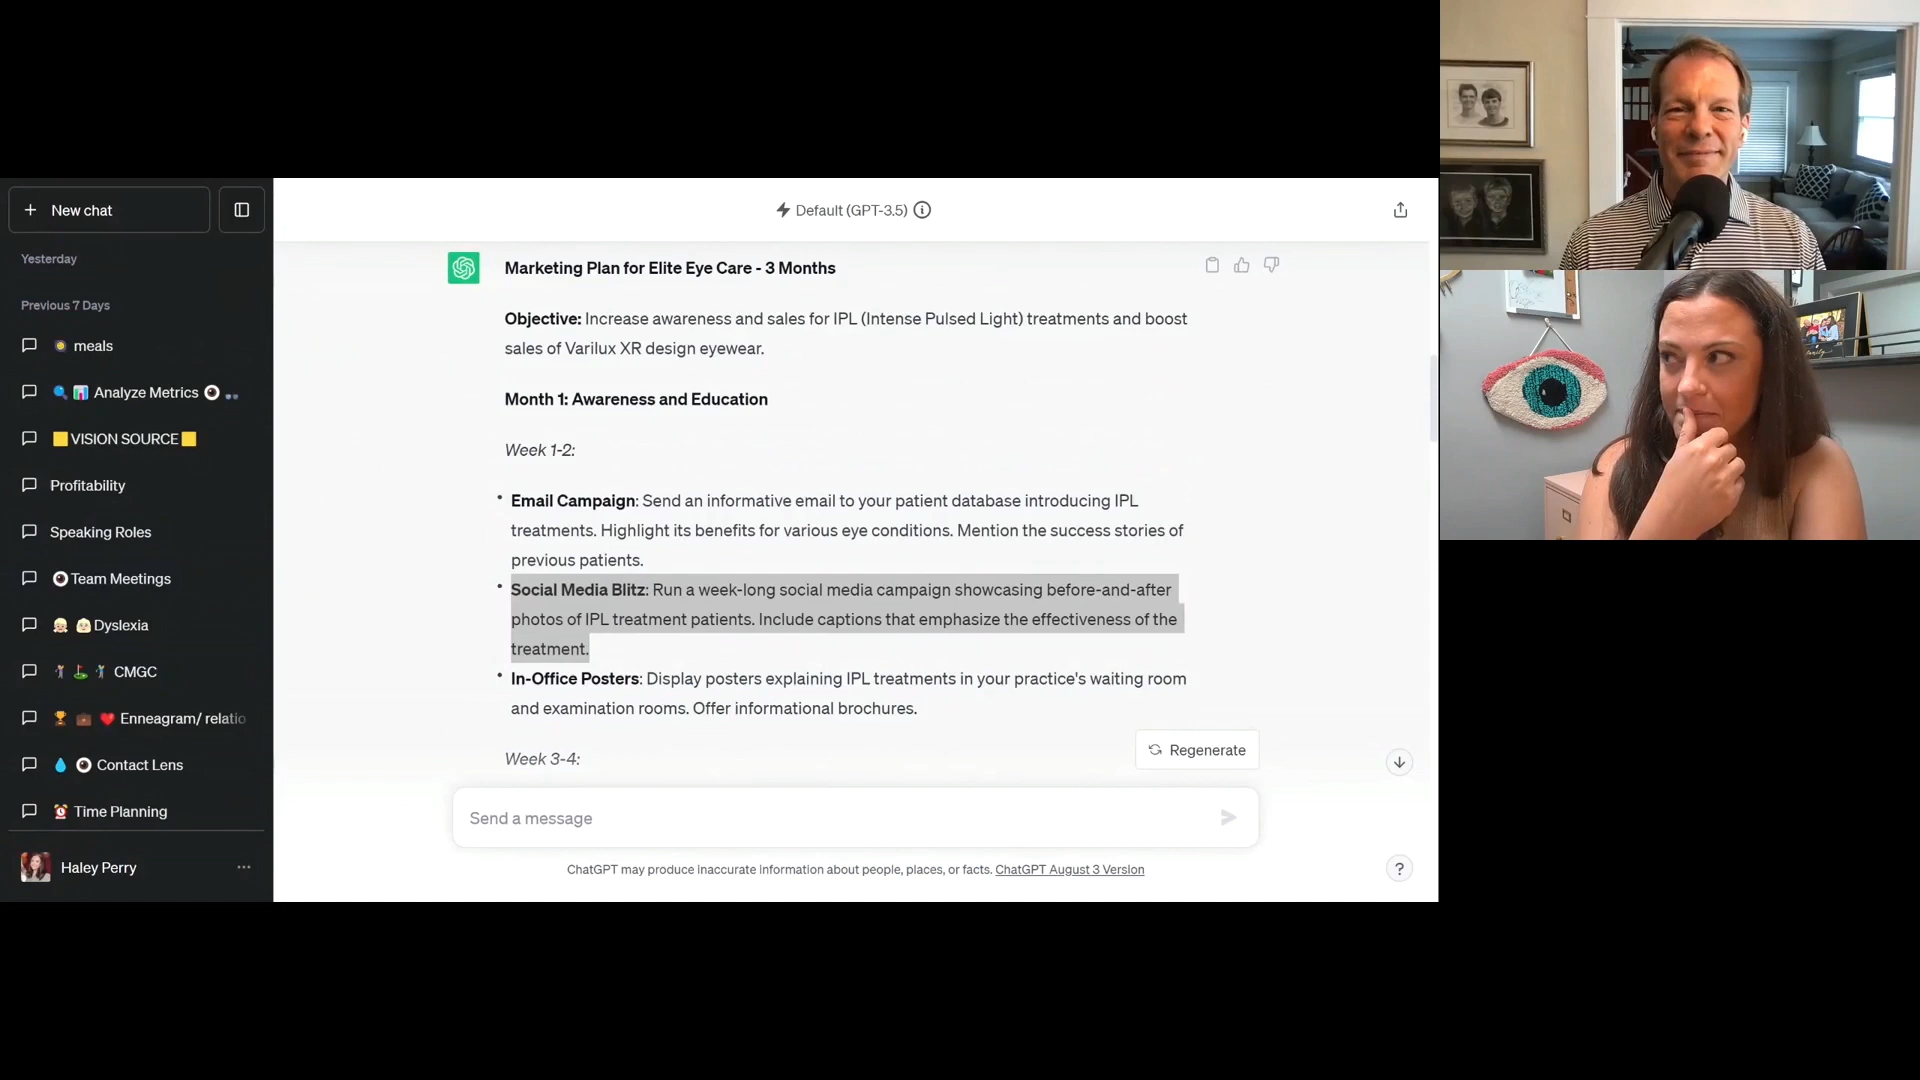 New chat
Default (GPT-3.5)
Yesterday
Previous 7 Days
meals
Analyze Metrics
VISION SOURCE
Profitability
Speaking Roles
Team Meetings
Dyslexia
CMGC
Enneagram/ relatio
Contact Lens
Time Planning
Haley Perry
Marketing Plan for Elite Eye Care - 3 Months
Objective: Increase awareness and sales for IPL (Intense Pulsed Light) treatments and boost
sales of Varilux XR design eyewear.
Month 1: Awareness and Education
Week 1-2:
Email Campaign: Send an informative email to your patient database introducing IPL
treatments. Highlight its benefits for various eye conditions. Mention the success stories of
previous patients.
Social Media Blitz: Run a week-long social media campaign showcasing before-and-after
photos of IPL treatment patients. Include captions that emphasize the effectiveness of the
treatment.
In-Office Posters: Display posters explaining IPL treatments in your practice's waiting room
and examination rooms. Offer informational brochures.
Week 3-4:
Regenerate
Send a message
ChatGPT may produce inaccurate information about people, places, or facts. ChatGPT August 3 Version
?